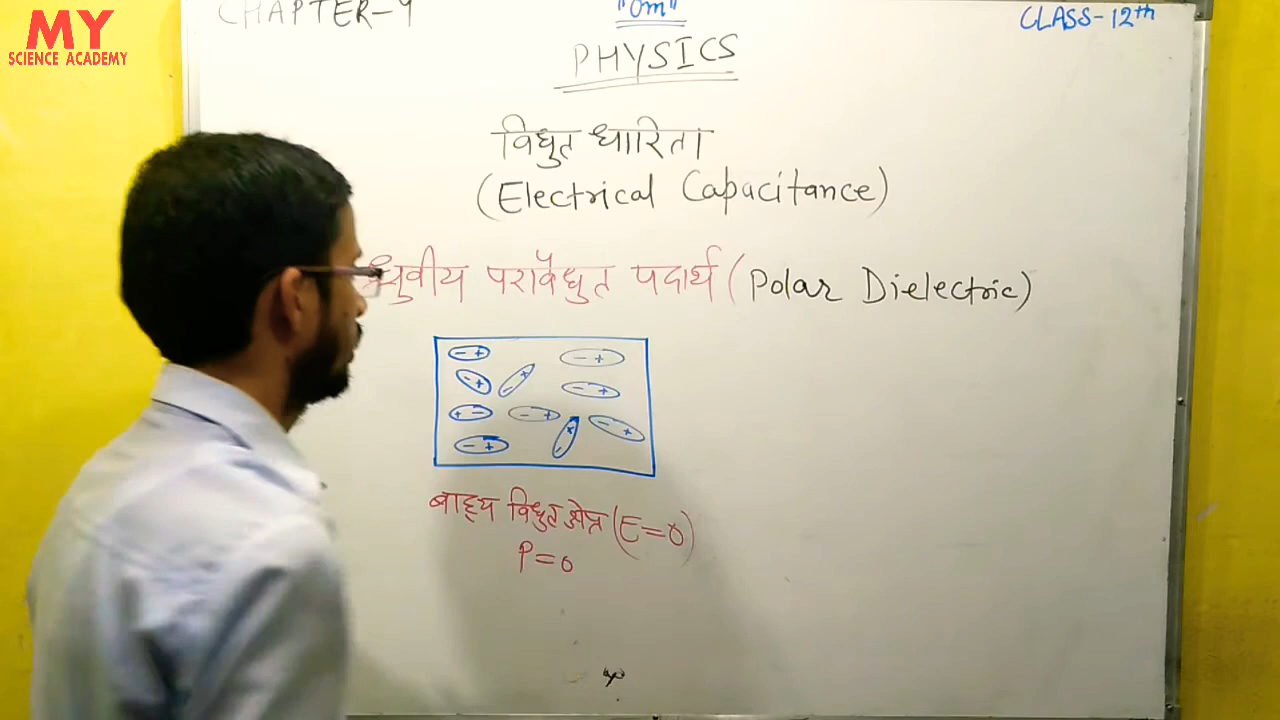 MY
SCIENCE ACADEMY
CHAPTER-9
"Om"
CLASS-12th
PHYSICS
विधुत धारिता
(Electrical Capacitance)
ध्रुवीय परावैधुत पदार्थ (Polar Dielectric)
- +
- +
- +
- +
- +
+ -
- +
- +
- +
- +
बाह्य विधुत क्षेत्र (E=0)
P=0